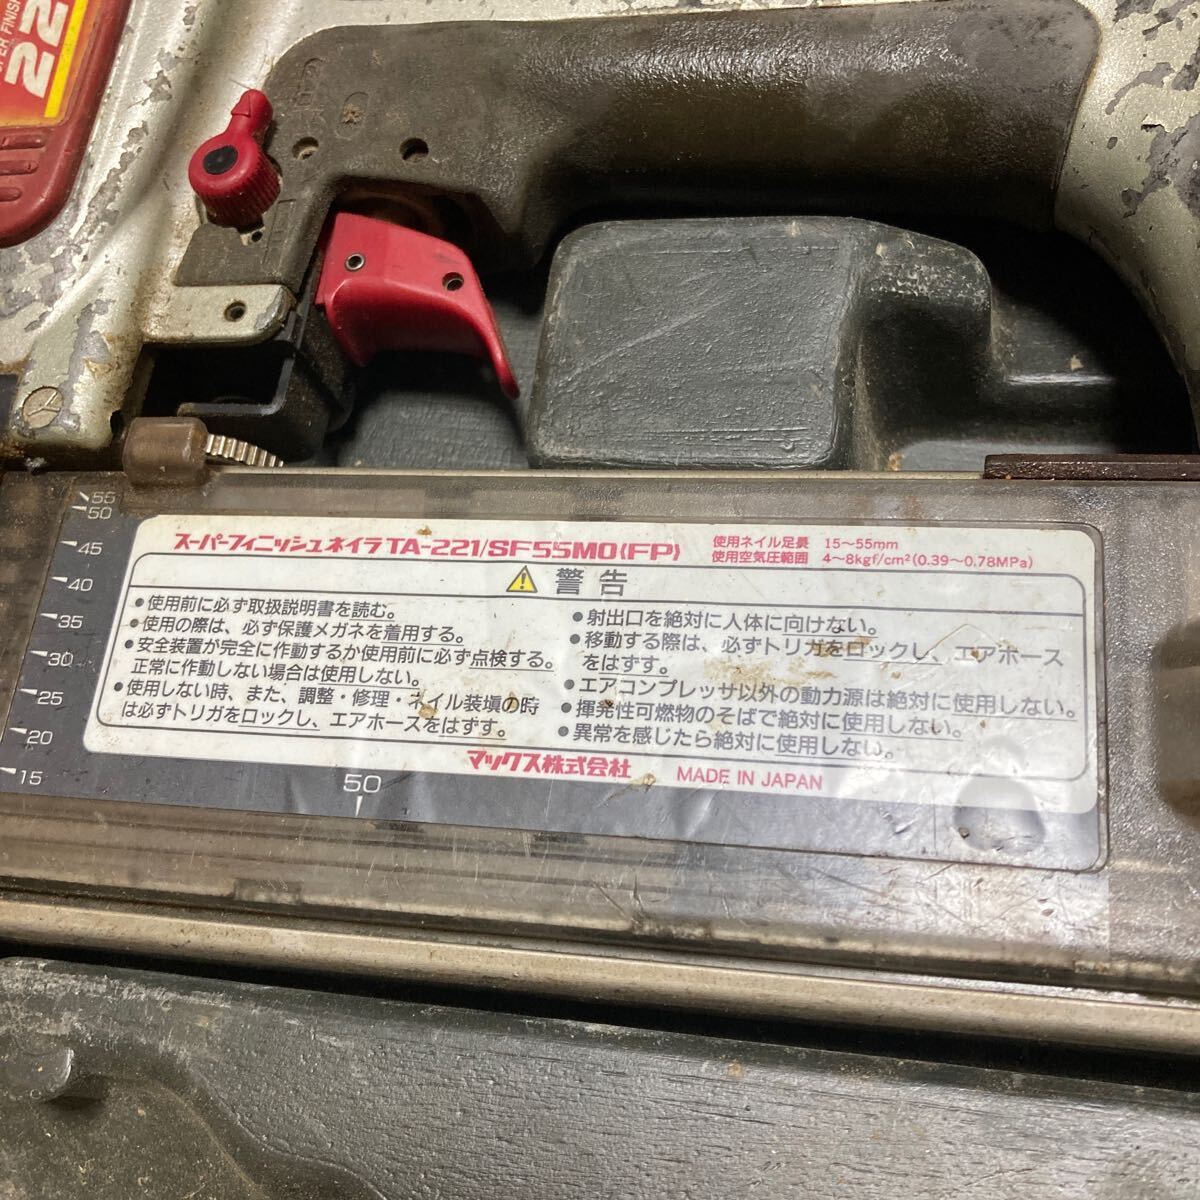 22
スーパーフィニッシュネイラ TA-221/SF55MO(FP)
使用ネイル足長 15〜55mm
使用空気圧範囲 4〜8kgf/cm²(0.39〜0.78MPa)
警告
●使用前に必ず取扱説明書を読む。
●使用の際は、必ず保護メガネを着用する。
●安全装置が完全に作動するか使用前に必ず点検する。
正常に作動しない場合は使用しない。
●使用しない時、また、調整・修理・ネイル装填の時
は必ずトリガをロックし、エアホースをはずす。
●射出口を絶対に人体に向けない。
●移動する際は、必ずトリガをロックし、エアホース
をはずす。
●エアコンプレッサ以外の動力源は絶対に使用しない。
●揮発性可燃物のそばで絶対に使用しない。
●異常を感じたら絶対に使用しない。
マックス株式会社 MADE IN JAPAN
55
50
45
40
35
30
25
20
15
50